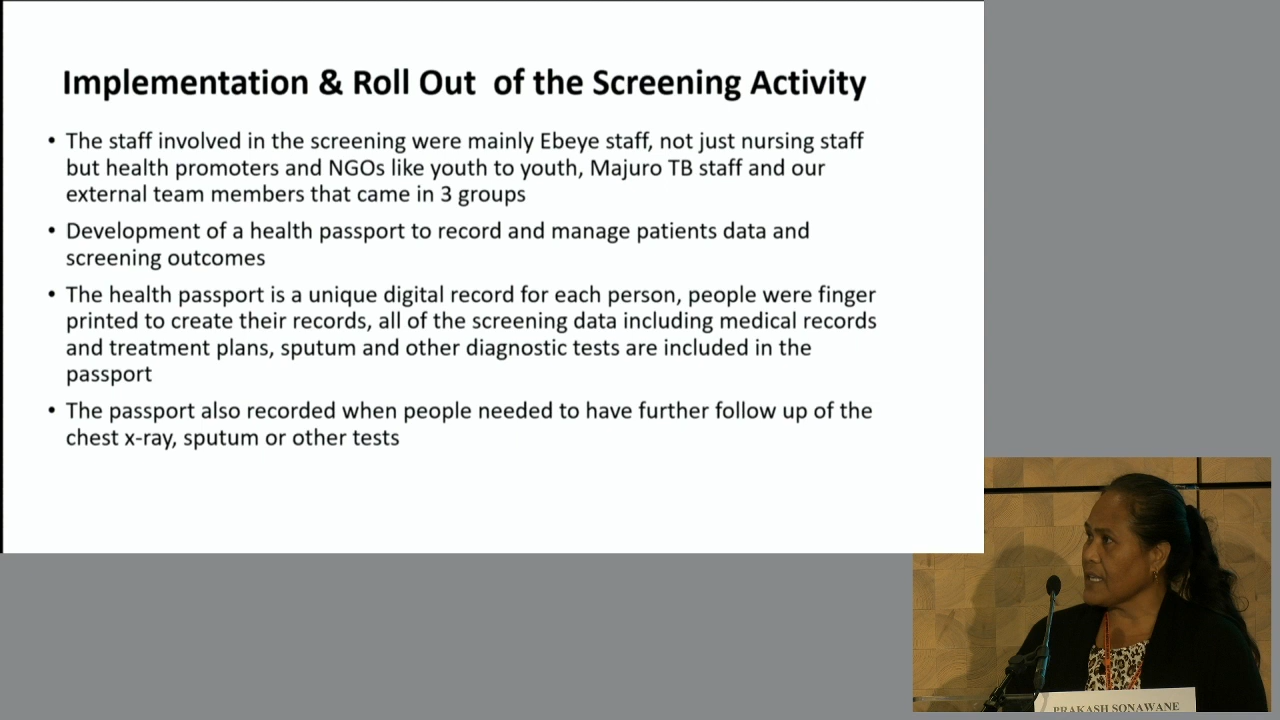 Implementation & Roll Out of the Screening Activity
• The staff involved in the screening were mainly Ebeye staff, not just nursing staff
but health promoters and NGOs like youth to youth, Majuro TB staff and our
external team members that came in 3 groups
• Development of a health passport to record and manage patients data and
screening outcomes
• The health passport is a unique digital record for each person, people were finger
printed to create their records, all of the screening data including medical records
and treatment plans, sputum and other diagnostic tests are included in the
passport
• The passport also recorded when people needed to have further follow up of the
chest x-ray, sputum or other tests
PRAKASH SONAWANE